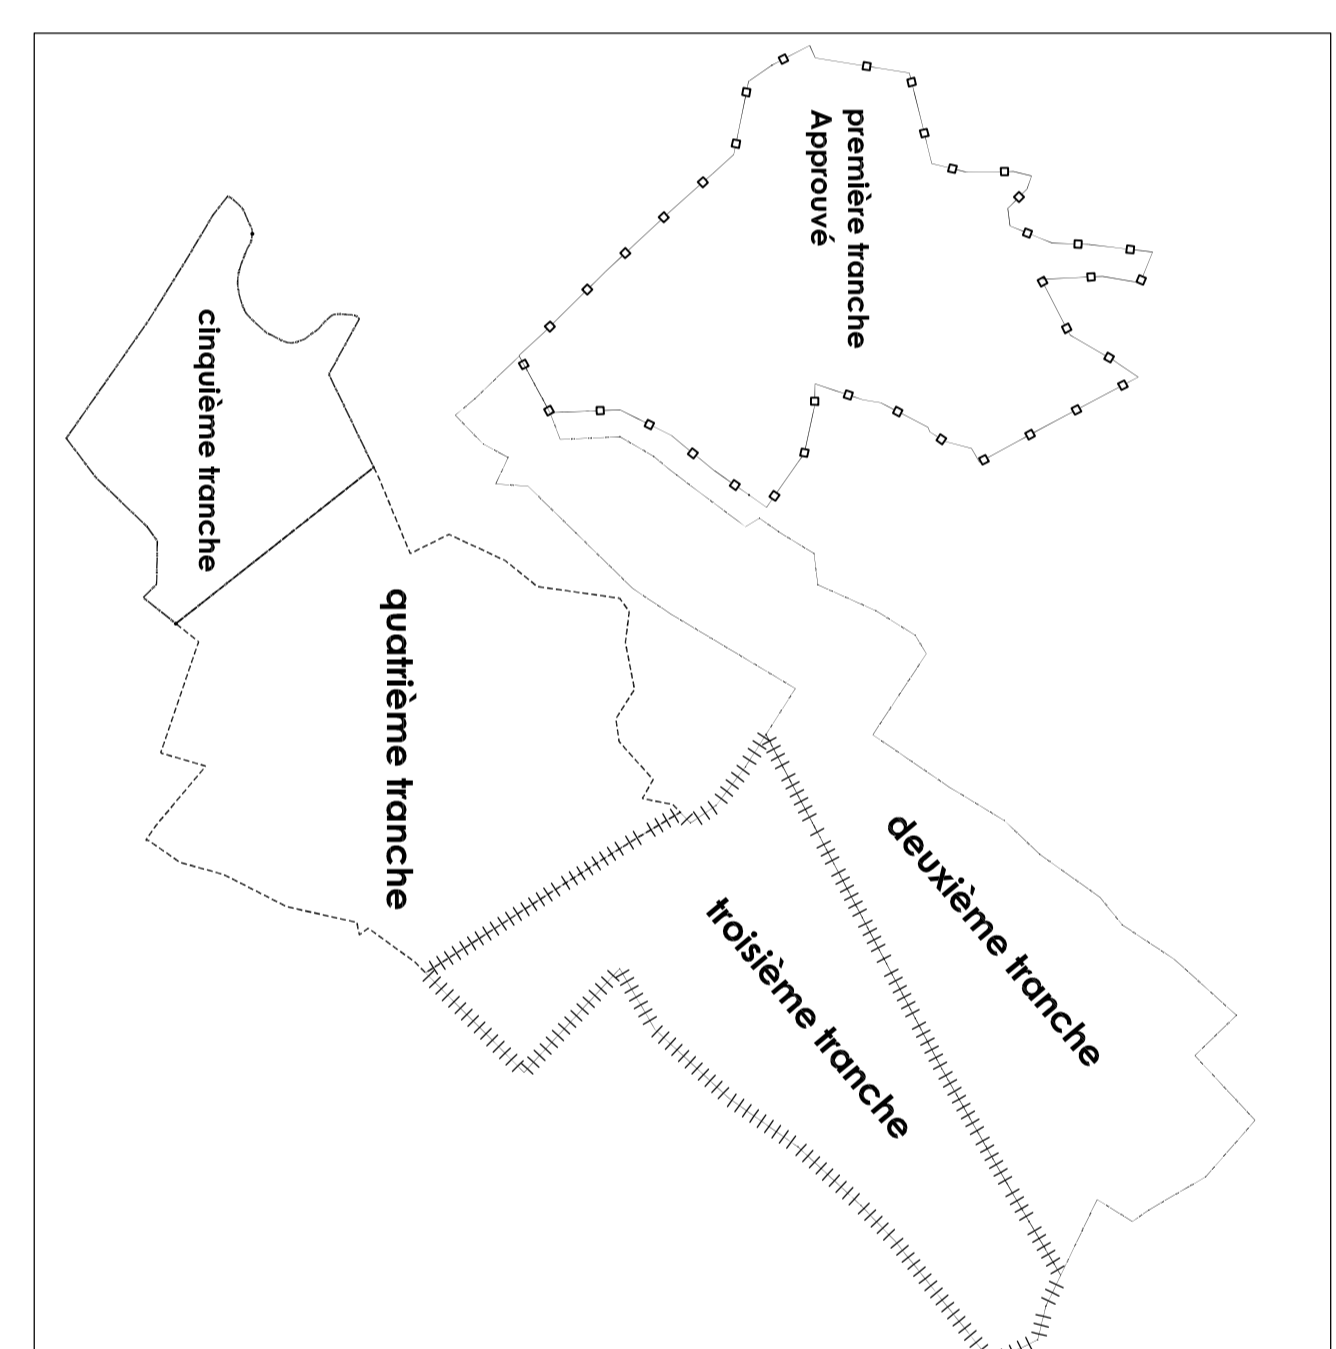 première tranche
Approuvé
deuxième tranche
troisième tranche
quatrième tranche
cinquième tranche